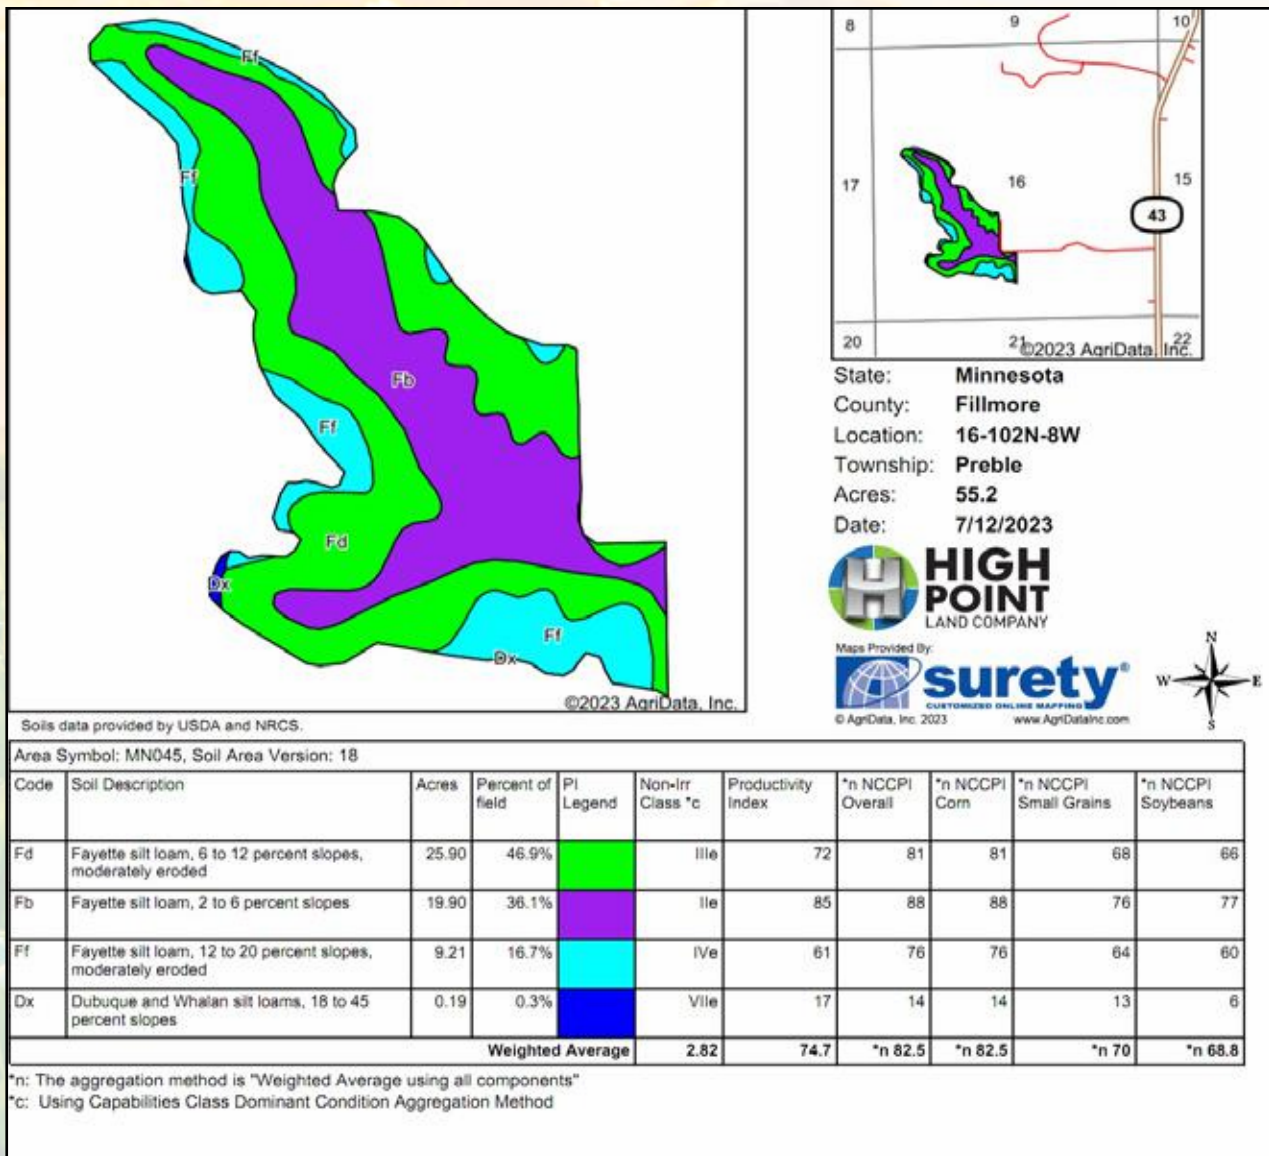 Ff
Ff
Fb
Ff
Fd
Dx
Ff
Dx
©2023 AgriData, Inc.
8
9
10
17
16
15
43
20
21
22
©2023 AgriData, Inc.
State: Minnesota
County: Fillmore
Location: 16-102N-8W
Township: Preble
Acres: 55.2
Date: 7/12/2023
H
HIGH
POINT
LAND COMPANY
Maps Provided By:
surety®
CUSTOMIZED ONLINE MAPPING
© AgriData, Inc. 2023 www.AgriDataInc.com
N
W E
S
Soils data provided by USDA and NRCS.
Area Symbol: MN045, Soil Area Version: 18
Code Soil Description Acres Percent of field PI Legend Non-Irr Class *c Productivity Index *n NCCPI Overall *n NCCPI Corn *n NCCPI Small Grains *n NCCPI Soybeans
Fd Fayette silt loam, 6 to 12 percent slopes, moderately eroded 25.90 46.9% IIIe 72 81 81 68 66
Fb Fayette silt loam, 2 to 6 percent slopes 19.90 36.1% IIe 85 88 88 76 77
Ff Fayette silt loam, 12 to 20 percent slopes, moderately eroded 9.21 16.7% IVe 61 76 76 64 60
Dx Dubuque and Whalan silt loams, 18 to 45 percent slopes 0.19 0.3% VIIe 17 14 14 13 6
Weighted Average 2.82 74.7 *n 82.5 *n 82.5 *n 70 *n 68.8
*n: The aggregation method is "Weighted Average using all components"
*c: Using Capabilities Class Dominant Condition Aggregation Method